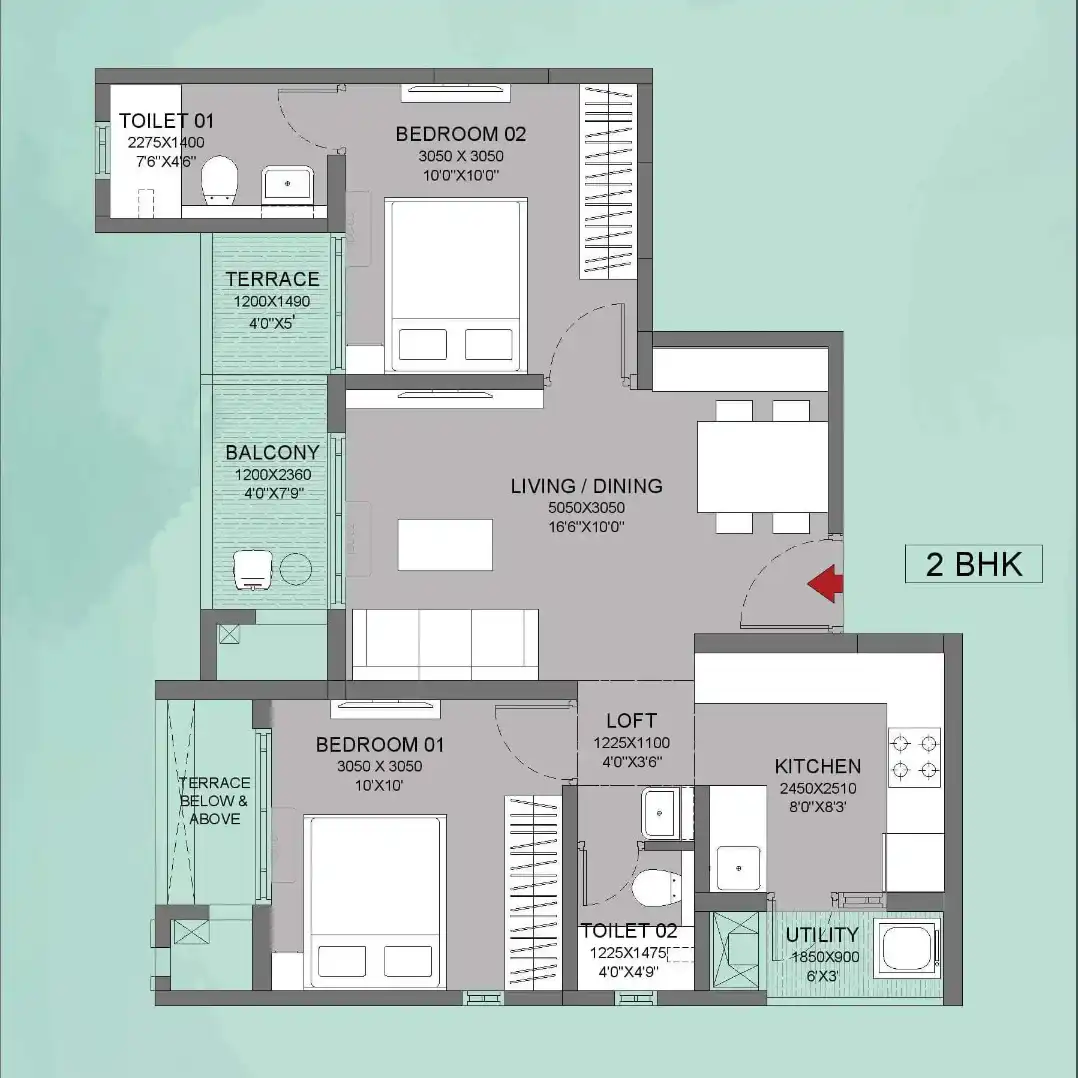 TOILET 01
2275X1400
7'6"X4'6"
BEDROOM 02
3050 X 3050
10'0"X10'0"
TERRACE
1200X1490
4'0"X5'
BALCONY
1200X2360
4'0"X7'9"
LIVING / DINING
5050X3050
16'6"X10'0"
2 BHK
LOFT
1225X1100
4'0"X3'6"
BEDROOM 01
3050 X 3050
10'X10'
KITCHEN
2450X2510
8'0"X8'3'
TERRACE
BELOW &
ABOVE
TOILET 02
1225X1475
4'0"X4'9"
UTILITY
1850X900
6'X3'